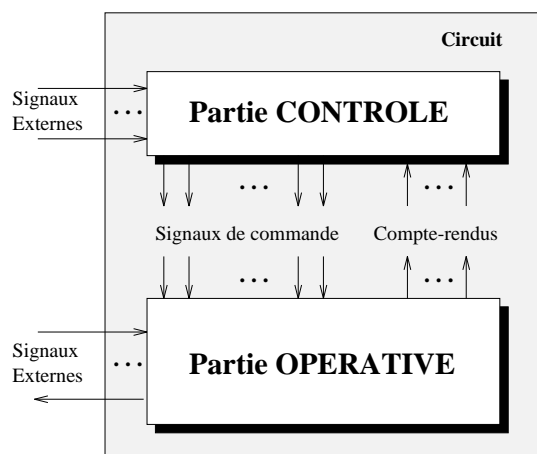 Circuit
Signaux
Externes
...
Partie CONTROLE
...
...
Signaux de commande
Compte-rendus
...
...
Signaux
Externes
...
Partie OPERATIVE